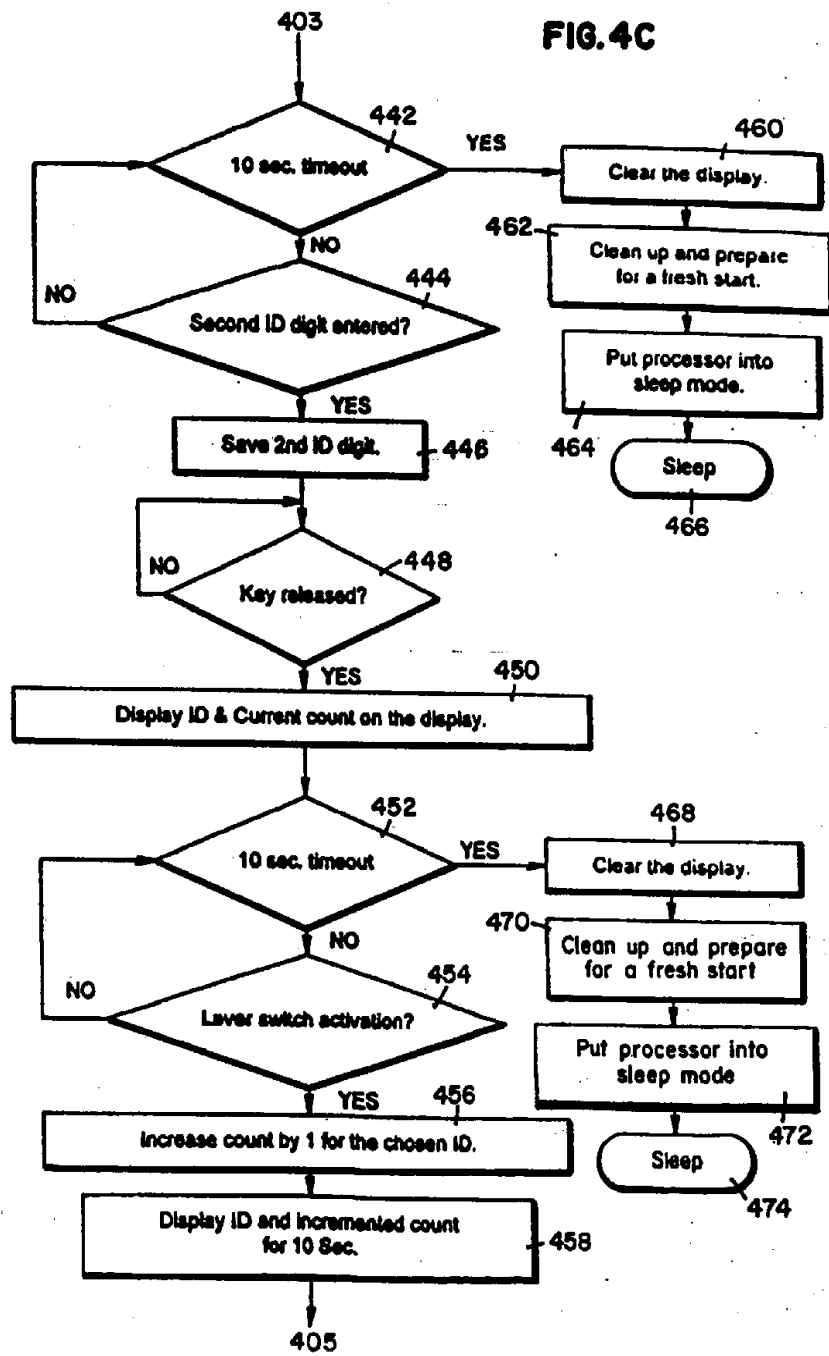 403
FIG. 4C
442
10 sec. timeout
YES
460
Clear the display.
NO
462
Clean up and prepare
for a fresh start.
444
NO
Second ID digit entered?
YES
Put processor into
sleep mode.
464
Save 2nd ID digit.
446
Sleep
466
448
NO
Key released?
YES
450
Display ID & Current count on the display.
452
10 sec. timeout
YES
468
Clear the display.
NO
470
Clean up and prepare
for a fresh start
454
NO
Lever switch activation?
YES
Put processor into
sleep mode
472
456
Increase count by 1 for the chosen ID.
Sleep
474
Display ID and incremented count
for 10 Sec.
458
405